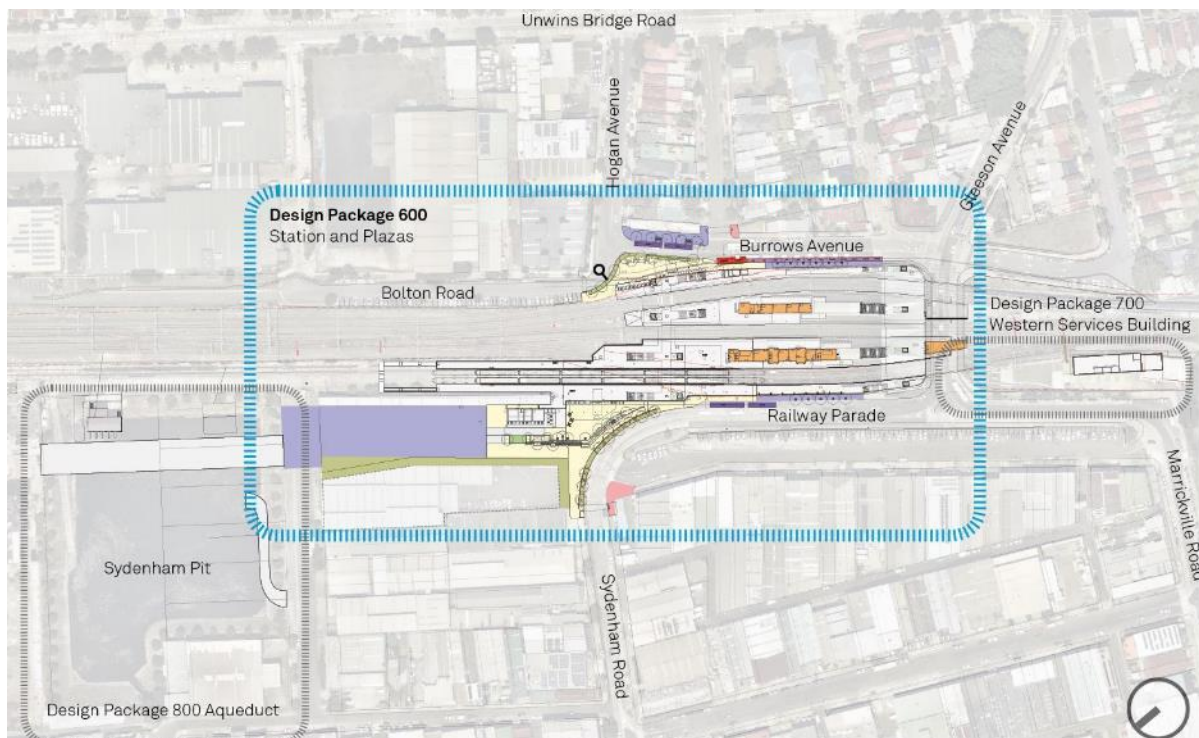 Unwins Bridge Road
Hogan Avenue
Gleeson Avenue
Design Package 600
Station and Plazas
Burrows Avenue
Bolton Road
Design Package 700
Western Services Building
Railway Parade
Marrickville Road
Sydenham Pit
Sydenham Road
Design Package 800 Aqueduct